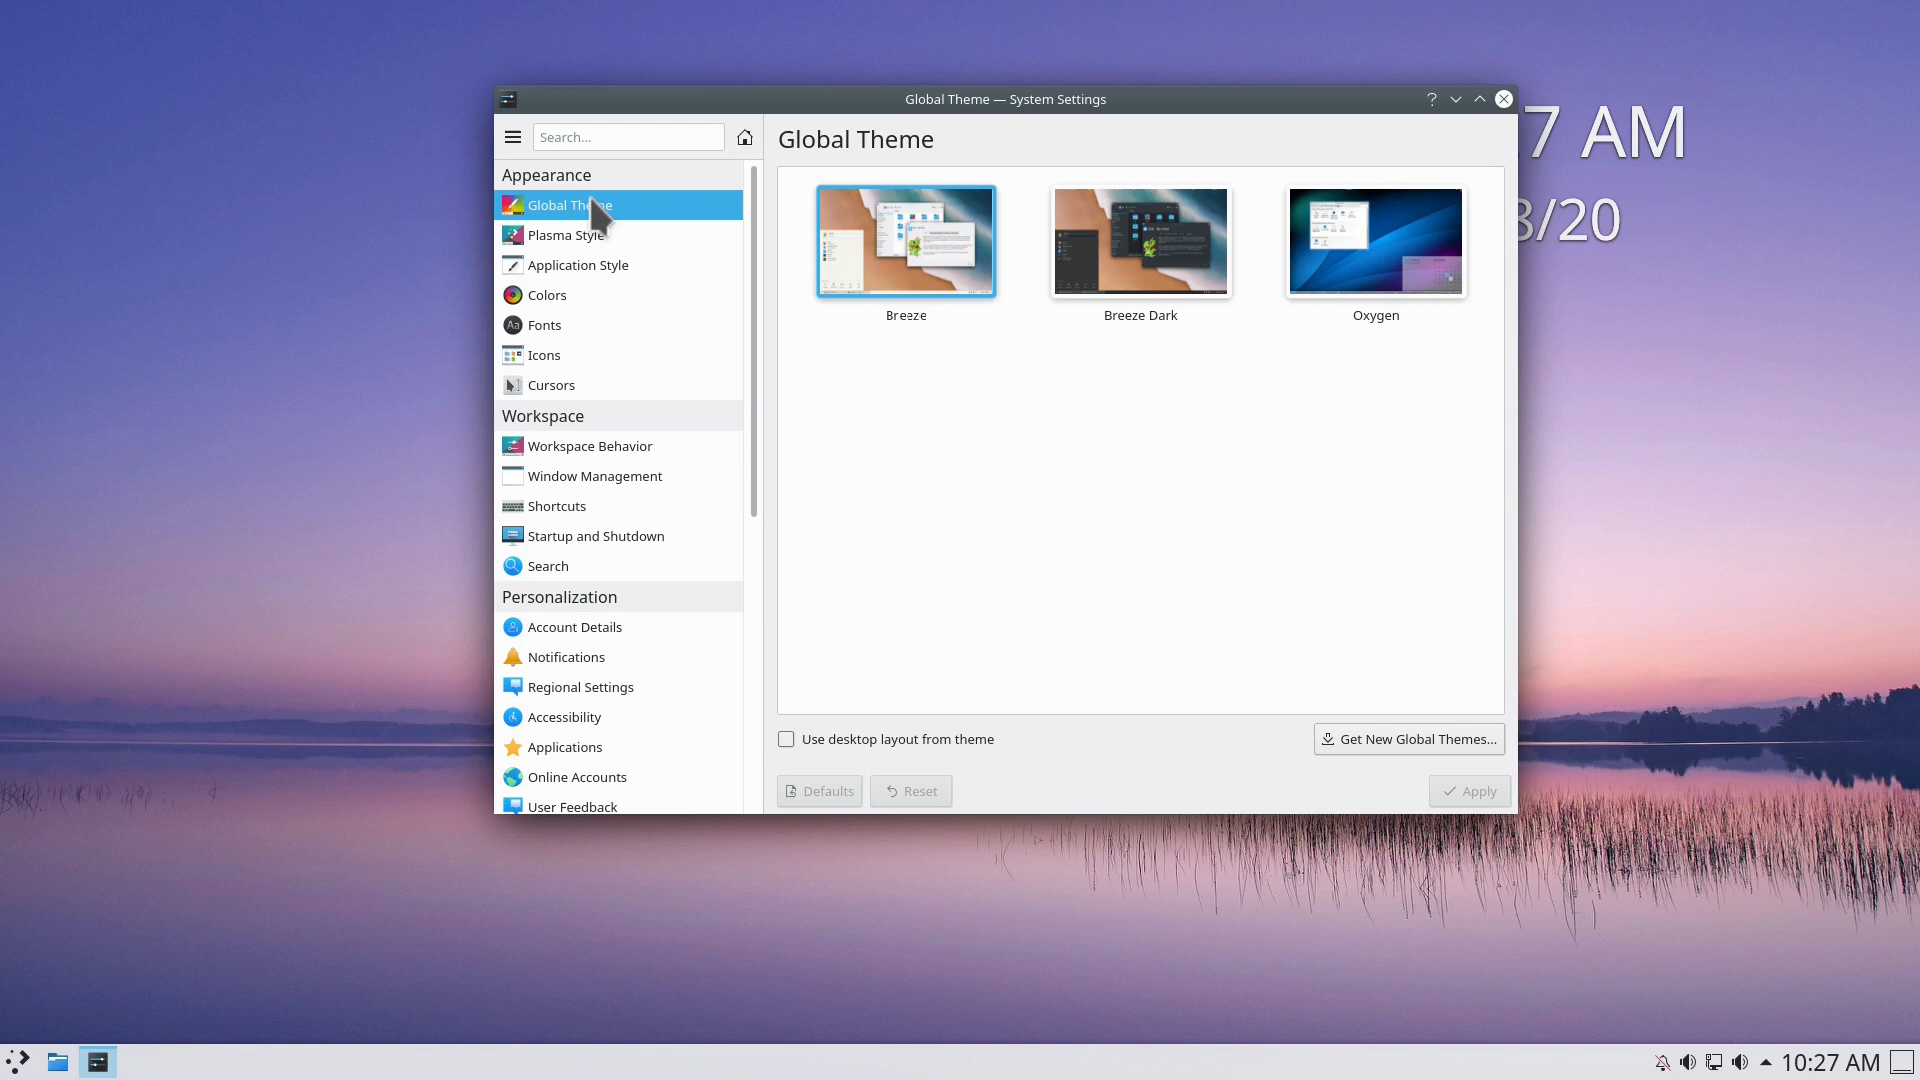 Global Theme — System Settings
7 AM
8/20
Search...
Global Theme
Appearance
Global Theme
Plasma Style
Application Style
Colors
Fonts
Icons
Cursors
Workspace
Workspace Behavior
Window Management
Shortcuts
Startup and Shutdown
Search
Personalization
Account Details
Notifications
Regional Settings
Accessibility
Applications
Online Accounts
User Feedback
Breeze
Breeze Dark
Oxygen
Use desktop layout from theme
Get New Global Themes...
Defaults
Reset
Apply
10:27 AM